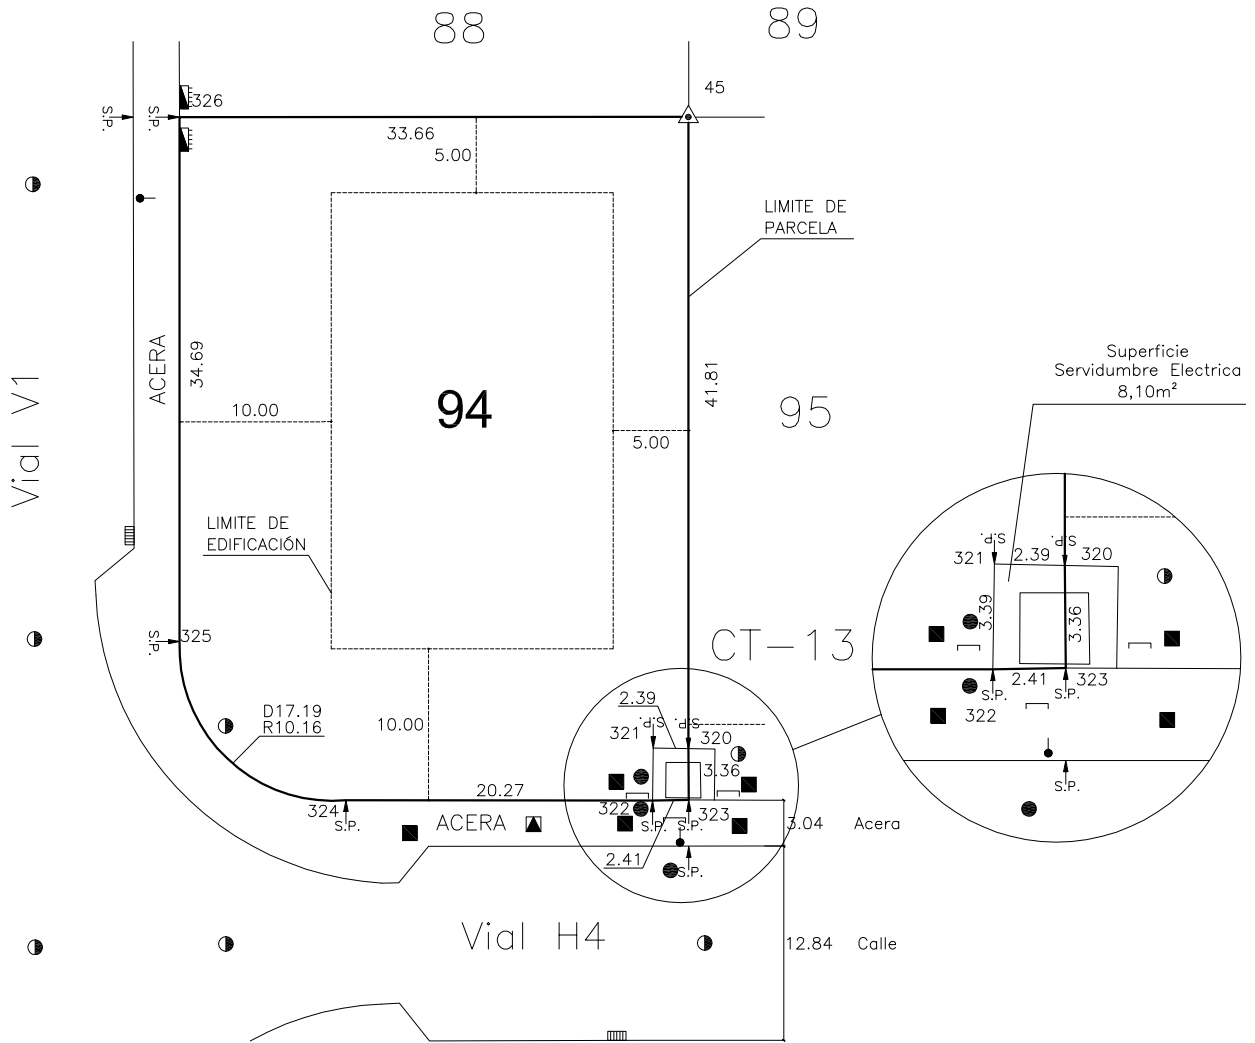 88
89
45
326
S.P.
S.P.
33.66
5.00
LIMITE DE
PARCELA
ACERA
34.69
41.81
Vial V1
94
95
10.00
5.00
Superficie
Servidumbre Electrica
8,10m²
LIMITE DE
EDIFICACIÓN
S.P.
S.P.
321
2.39
320
3.39
3.36
2.41
323
S.P.
S.P.
322
S.P.
S.P.
325
CT-13
D17.19
R10.16
10.00
2.39
S.P.
S.P.
321
320
3.36
20.27
324
322
323
S.P.
ACERA
S.P.
S.P.
3.04 Acera
2.41
S.P.
Vial H4
12.84 Calle